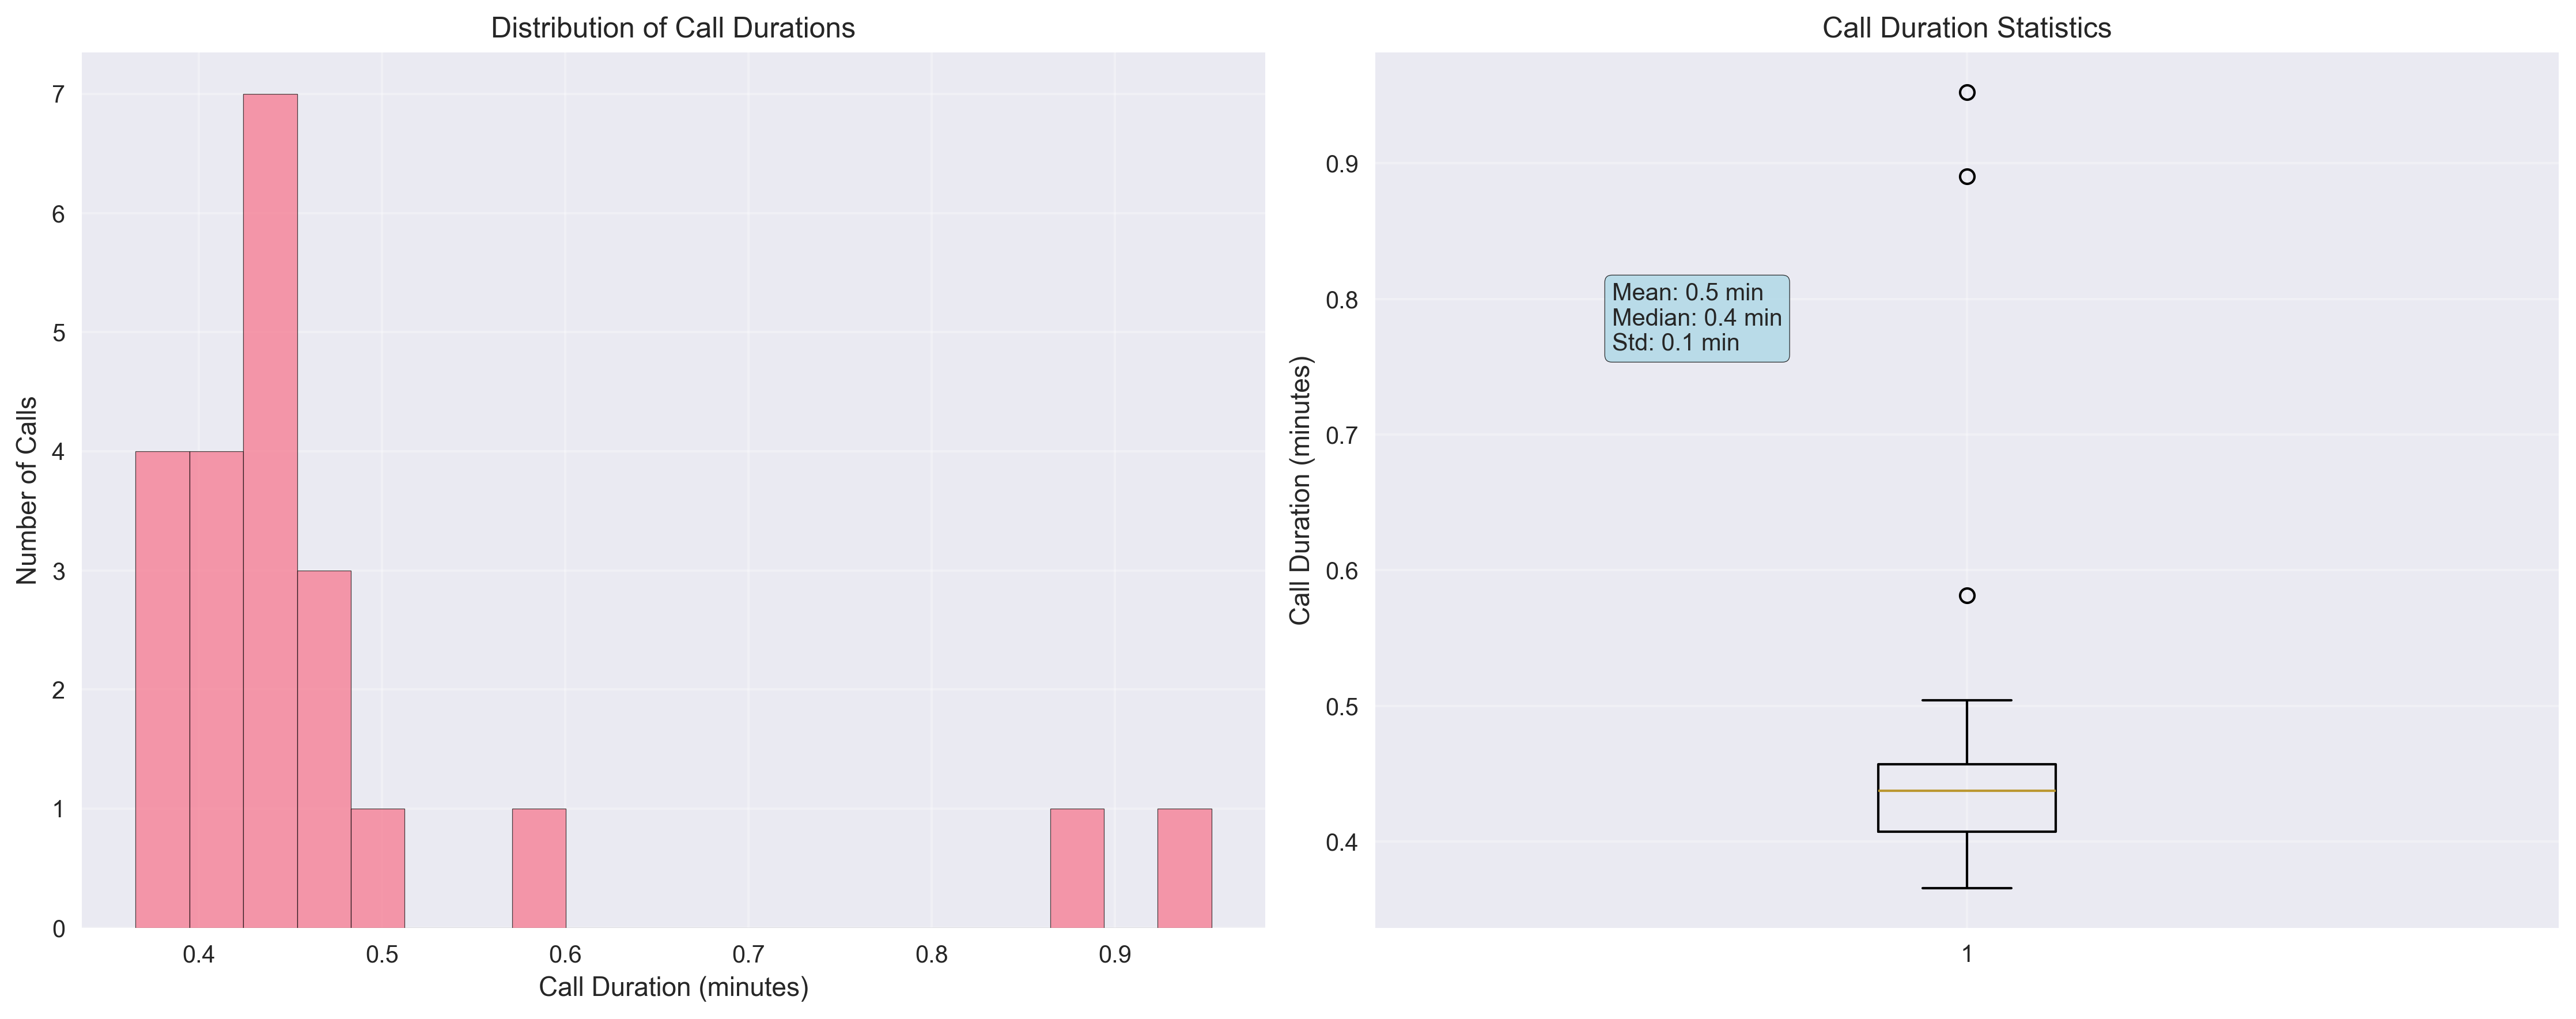 Distribution of Call Durations
Number of Calls
7
6
5
4
3
2
1
0
0.4 0.5 0.6 0.7 0.8 0.9
Call Duration (minutes)
Call Duration Statistics
Call Duration (minutes)
0.9
0.8
0.7
0.6
0.5
0.4
Mean: 0.5 min
Median: 0.4 min
Std: 0.1 min
1